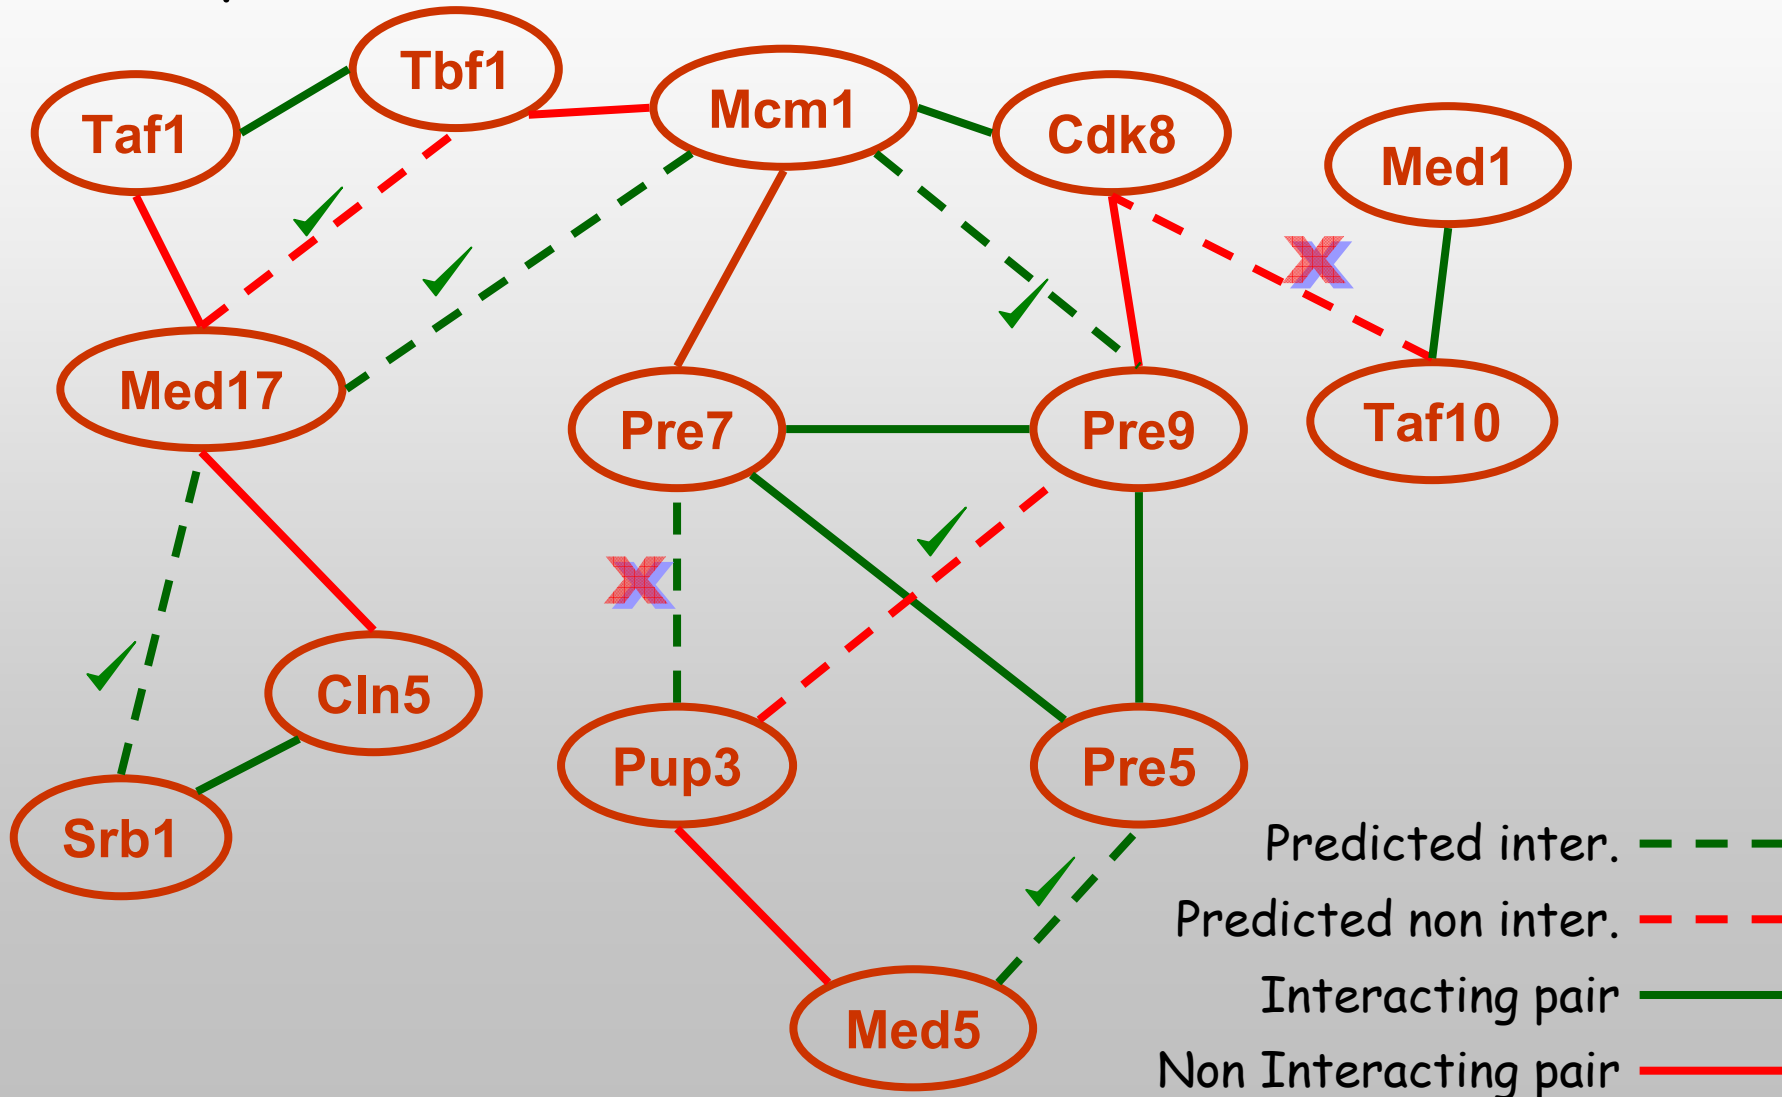 Tbf1
Taf1
Mcm1
Cdk8
Med1
Med17
Pre7
Pre9
Taf10
Cln5
Srb1
Pup3
Pre5
Med5
Predicted inter.
Predicted non inter.
Interacting pair
Non Interacting pair